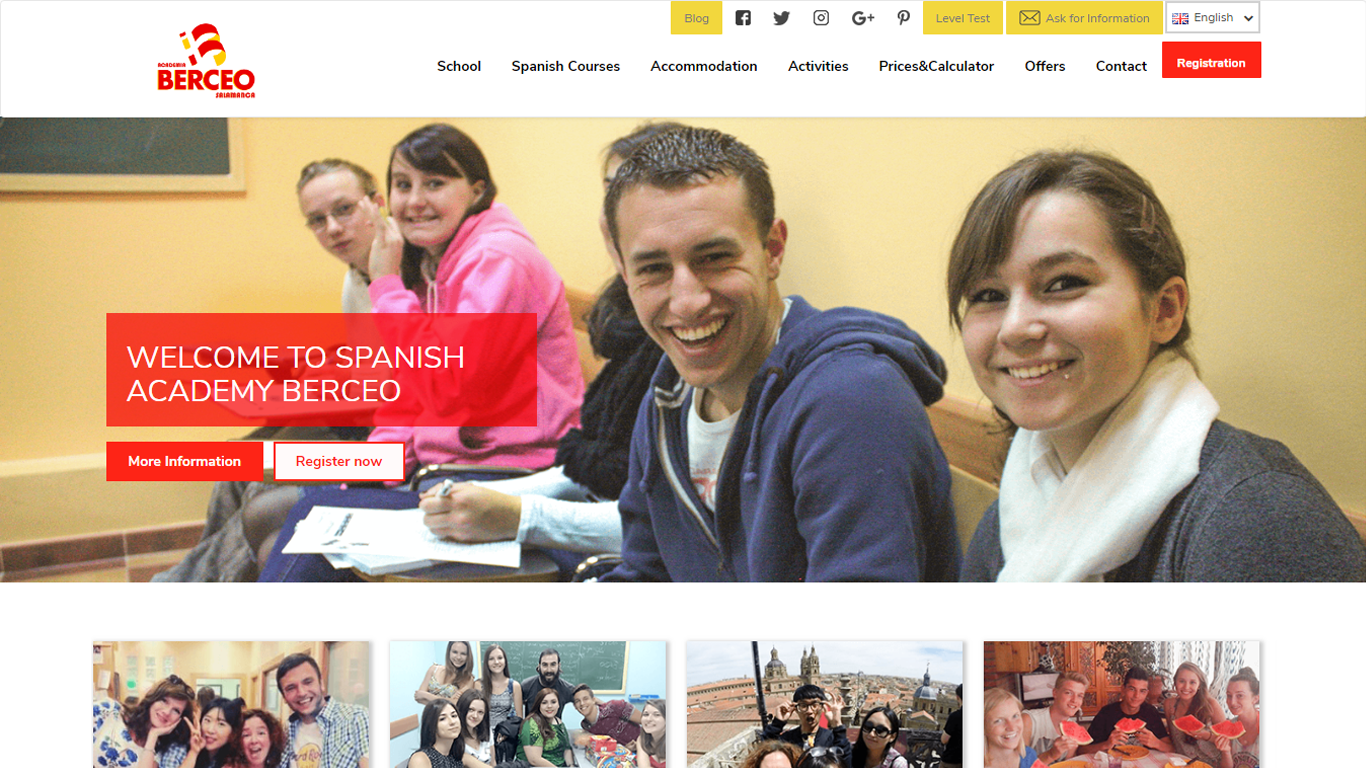 Blog
Level Test
Ask for Information
English
ACADEMIA
BERCEO
SALAMANCA
School
Spanish Courses
Accommodation
Activities
Prices&Calculator
Offers
Contact
Registration
WELCOME TO SPANISH
ACADEMY BERCEO
More Information
Register now